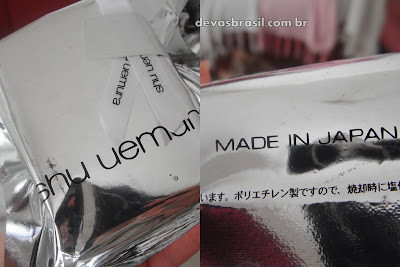 devasbrasil.com.br
shu uemura
shu uemura
MADE IN JAPAN
います。ポリエチレン製ですので、焼却時に塩